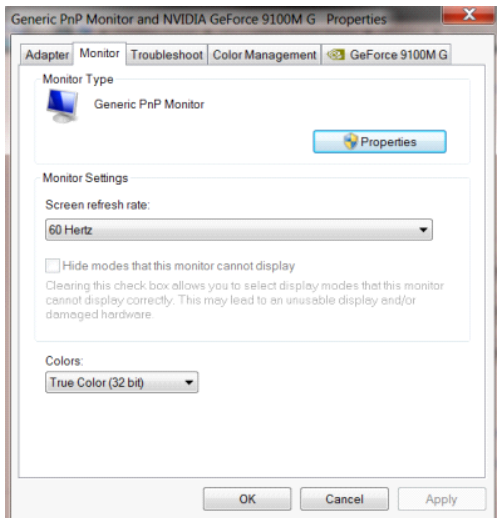 Generic PnP Monitor and NVIDIA GeForce 9100M G Properties
Adapter Monitor Troubleshoot Color Management GeForce 9100M G
Monitor Type
Generic PnP Monitor
Properties
Monitor Settings
Screen refresh rate:
60 Hertz
Hide modes that this monitor cannot display
Clearing this check box allows you to select display modes that this monitor
cannot display correctly. This may lead to an unusable display and/or
damaged hardware.
Colors:
True Color (32 bit)
OK Cancel Apply